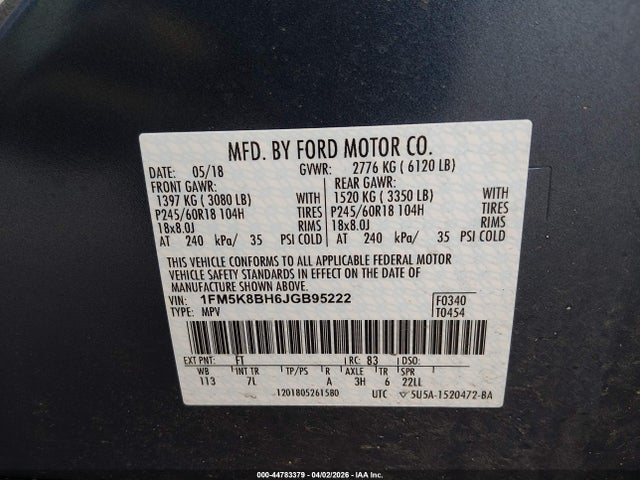 MFD. BY FORD MOTOR CO.
DATE: 05/18 GVWR: 2776 KG ( 6120 LB)
FRONT GAWR: REAR GAWR:
1397 KG ( 3080 LB) WITH 1520 KG ( 3350 LB) WITH
P245/60R18 104H TIRES P245/60R18 104H TIRES
18x8.0J RIMS 18x8.0J RIMS
AT 240 kPa/ 35 PSI COLD AT 240 kPa/ 35 PSI COLD
THIS VEHICLE CONFORMS TO ALL APPLICABLE FEDERAL MOTOR
VEHICLE SAFETY STANDARDS IN EFFECT ON THE DATE OF
MANUFACTURE SHOWN ABOVE.
VIN: 1FM5K8BH6JGB95222 F0340
TYPE: MPV T0454
EXT PNT: FT RC: 83 DSO:
WB INT TR TP/PS R AXLE TR SPR
113 7L A 3H 6 22LL
12018052615B0 UTC 5U5A-1520472-BA
000-44783379 - 04/02/2026 - IAA Inc.